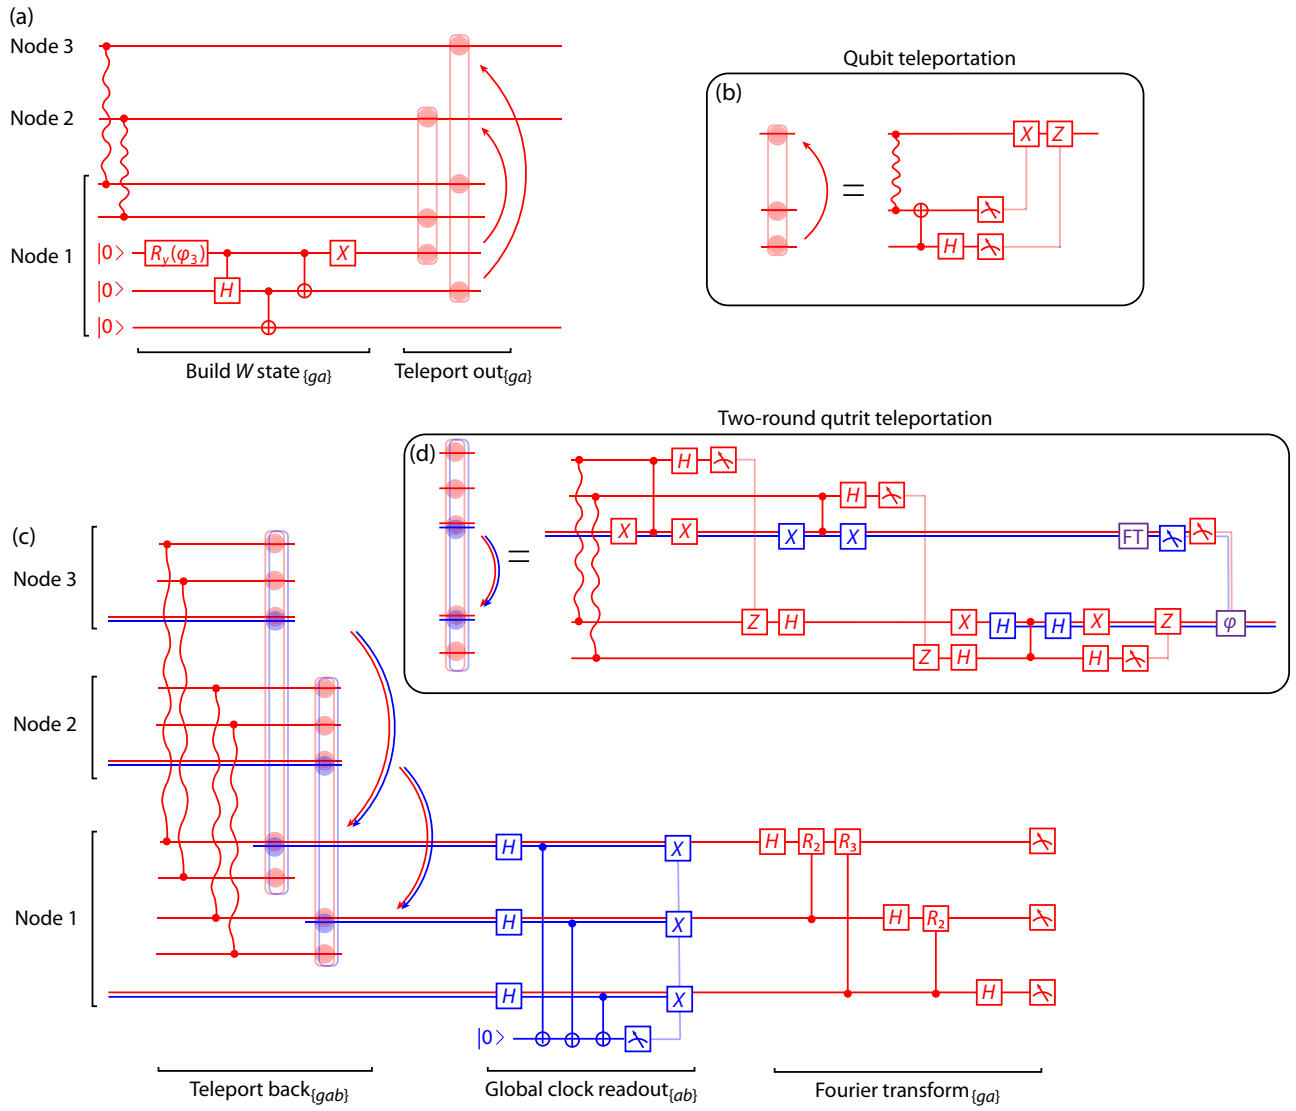 (a)
Node 3
Node 2
Node 1
|0> R_y(φ_3) X
|0> H
|0>
Build W state_{ga}
Teleport out_{ga}
Qubit teleportation
(b)
=
X Z
H
Two-round qutrit teleportation
(d)
=
H
H
X X X X FT
Z H X H H X Z φ
Z H H
(c)
Node 3
Node 2
Node 1
H X H R_2 R_3
H X H R_2
H X H
|0>
Teleport back_{gab}
Global clock readout_{ab}
Fourier transform_{ga}